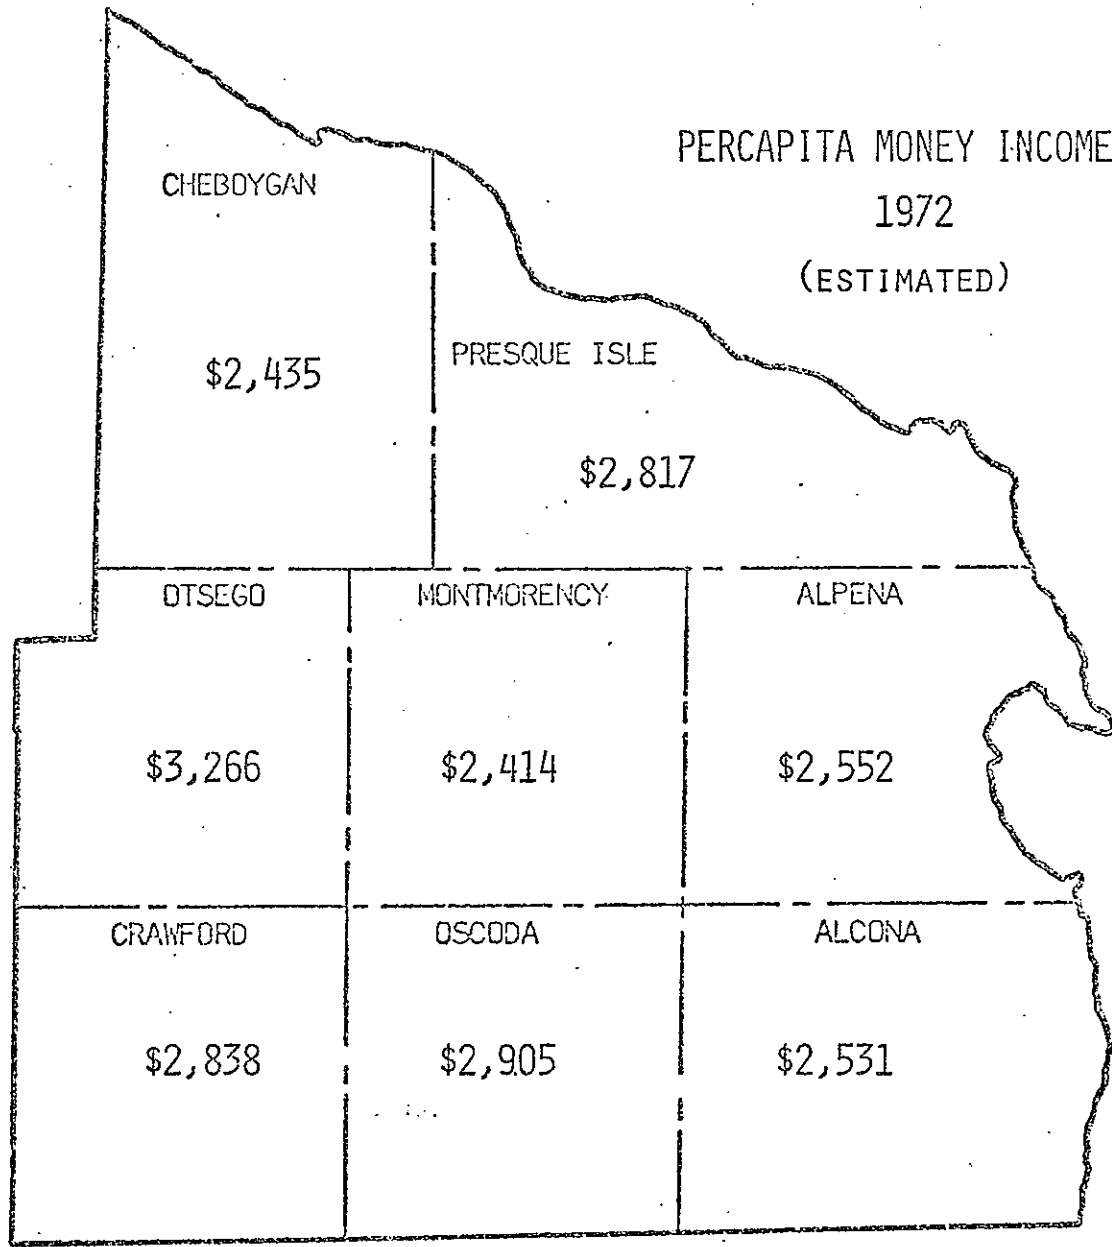 PERCAPITA MONEY INCOME
1972
(ESTIMATED)
CHEBOYGAN
$2,435
PRESQUE ISLE
$2,817
OTSEGO
$3,266
MONTMORENCY
$2,414
ALPENA
$2,552
CRAWFORD
$2,838
OSCODA
$2,905
ALCONA
$2,531